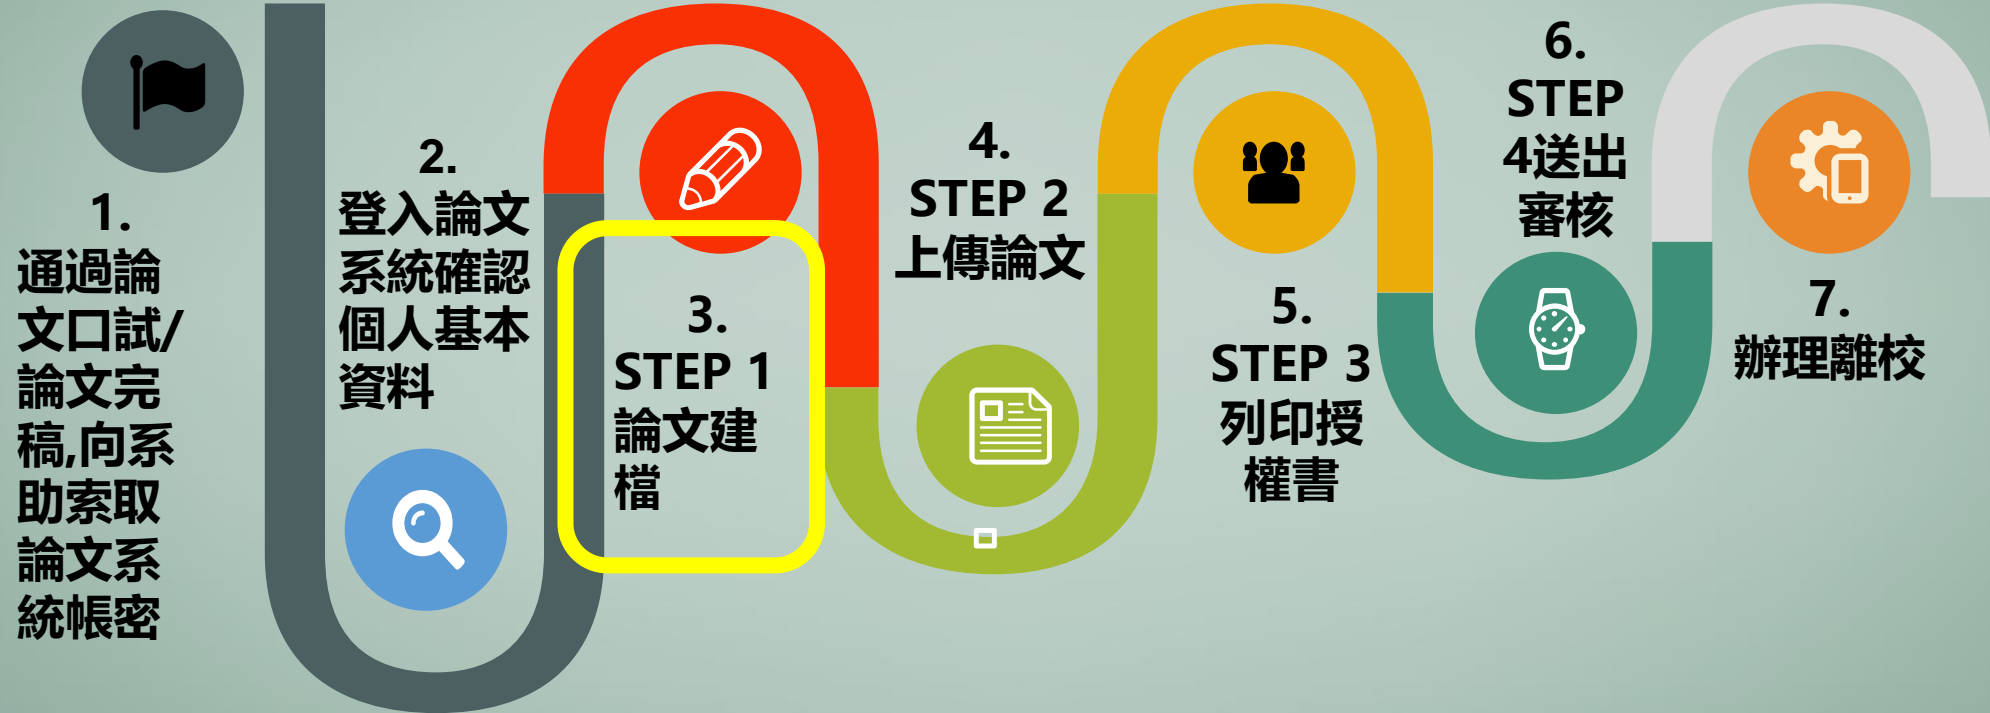 1.
通過論
文口試/
論文完
稿,向系
助索取
論文系
統帳密
2.
登入論文
系統確認
個人基本
資料
3.
STEP 1
論文建
檔
4.
STEP 2
上傳論文
5.
STEP 3
列印授
權書
6.
STEP
4送出
審核
7.
辦理離校